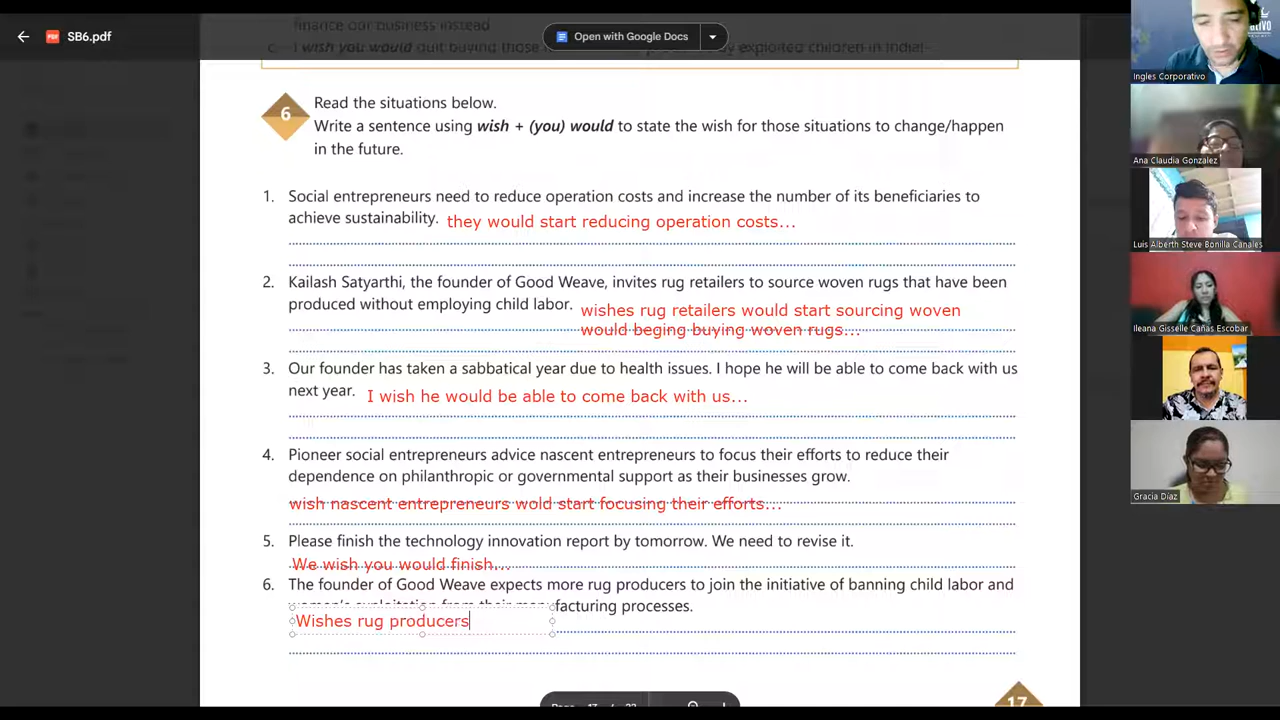 SB6.pdf
Open with Google Docs
finance our business instead
6
Read the situations below.
Write a sentence using wish + (you) would to state the wish for those situations to change/happen
in the future.
1. Social entrepreneurs need to reduce operation costs and increase the number of its beneficiaries to
achieve sustainability. they would start reducing operation costs...
2. Kailash Satyarthi, the founder of Good Weave, invites rug retailers to source woven rugs that have been
produced without employing child labor. wishes rug retailers would start sourcing woven
would beging buying woven rugs...
3. Our founder has taken a sabbatical year due to health issues. I hope he will be able to come back with us
next year. I wish he would be able to come back with us...
4. Pioneer social entrepreneurs advice nascent entrepreneurs to focus their efforts to reduce their
dependence on philanthropic or governmental support as their businesses grow.
wish nascent entrepreneurs wold start focusing their efforts...
5. Please finish the technology innovation report by tomorrow. We need to revise it.
We wish you would finish...
6. The founder of Good Weave expects more rug producers to join the initiative of banning child labor and
facturing processes.
Wishes rug producers
17
Ingles Corporativo
Ana Claudia Gonzalez
Luis Alberth Steve Bonilla Canales
Ileana Gisselle Cañas Escobar
Gracia Díaz